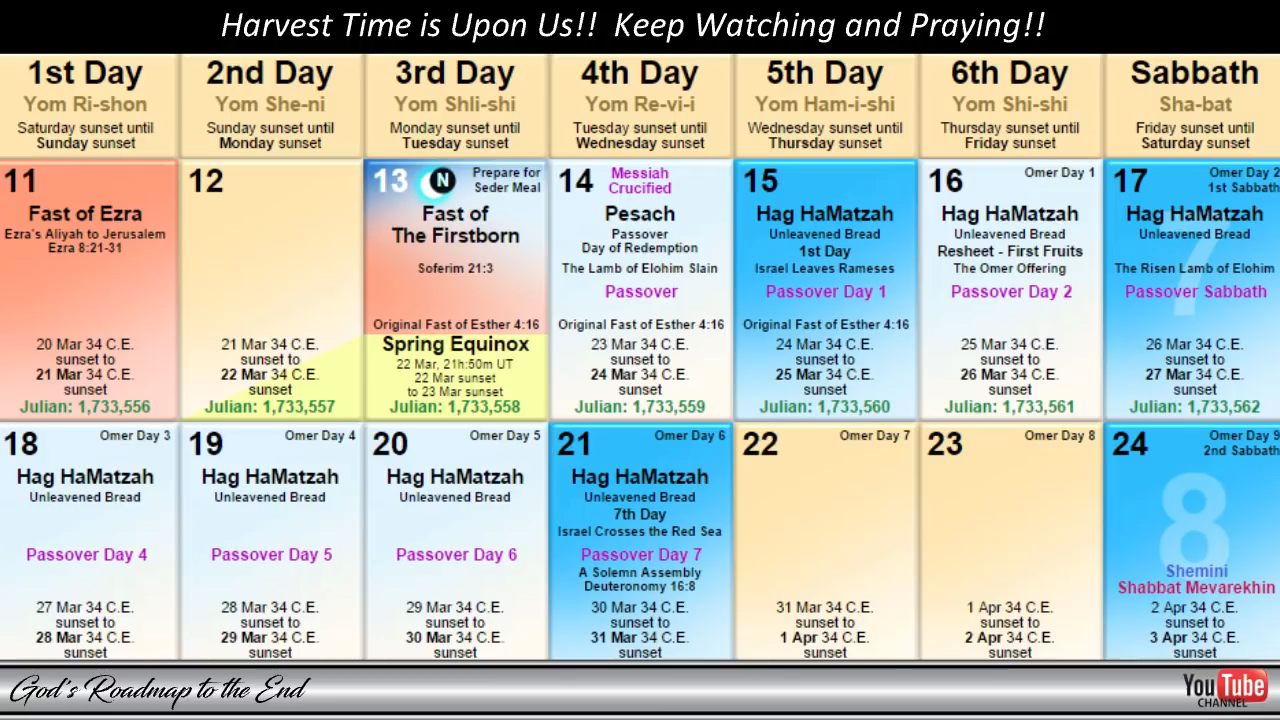 Harvest Time is Upon Us!! Keep Watching and Praying!!
1st Day
Yom Ri-shon
Saturday sunset until
Sunday sunset
2nd Day
Yom She-ni
Sunday sunset until
Monday sunset
3rd Day
Yom Shli-shi
Monday sunset until
Tuesday sunset
4th Day
Yom Re-vi-i
Tuesday sunset until
Wednesday sunset
5th Day
Yom Ham-i-shi
Wednesday sunset until
Thursday sunset
6th Day
Yom Shi-shi
Thursday sunset until
Friday sunset
Sabbath
Sha-bat
Friday sunset until
Saturday sunset
11
Fast of Ezra
Ezra's Aliyah to Jerusalem
Ezra 8:21-31
20 Mar 34 C.E.
sunset to
21 Mar 34 C.E.
sunset
Julian: 1,733,556
12
21 Mar 34 C.E.
sunset to
22 Mar 34 C.E.
sunset
Julian: 1,733,557
13 N Prepare for
Seder Meal
Fast of
The Firstborn
Soferim 21:3
Original Fast of Esther 4:16
Spring Equinox
22 Mar, 21h:50m UT
22 Mar sunset
to 23 Mar sunset
Julian: 1,733,558
14 Messiah
Crucified
Pesach
Passover
Day of Redemption
The Lamb of Elohim Slain
Passover
Original Fast of Esther 4:16
23 Mar 34 C.E.
sunset to
24 Mar 34 C.E.
sunset
Julian: 1,733,559
15
Hag HaMatzah
Unleavened Bread
1st Day
Israel Leaves Rameses
Passover Day 1
Original Fast of Esther 4:16
24 Mar 34 C.E.
sunset to
25 Mar 34 C.E.
sunset
Julian: 1,733,560
16 Omer Day 1
Hag HaMatzah
Unleavened Bread
Resheet - First Fruits
The Omer Offering
Passover Day 2
25 Mar 34 C.E.
sunset to
26 Mar 34 C.E.
sunset
Julian: 1,733,561
17 Omer Day 2
1st Sabbath
Hag HaMatzah
Unleavened Bread
7
The Risen Lamb of Elohim
Passover Sabbath
26 Mar 34 C.E.
sunset to
27 Mar 34 C.E.
sunset
Julian: 1,733,562
18 Omer Day 3
Hag HaMatzah
Unleavened Bread
Passover Day 4
27 Mar 34 C.E.
sunset to
28 Mar 34 C.E.
sunset
19 Omer Day 4
Hag HaMatzah
Unleavened Bread
Passover Day 5
28 Mar 34 C.E.
sunset to
29 Mar 34 C.E.
sunset
20 Omer Day 5
Hag HaMatzah
Unleavened Bread
Passover Day 6
29 Mar 34 C.E.
sunset to
30 Mar 34 C.E.
sunset
21 Omer Day 6
Hag HaMatzah
Unleavened Bread
7th Day
Israel Crosses the Red Sea
Passover Day 7
A Solemn Assembly
Deuteronomy 16:8
30 Mar 34 C.E.
sunset to
31 Mar 34 C.E.
sunset
22 Omer Day 7
31 Mar 34 C.E.
sunset to
1 Apr 34 C.E.
sunset
23 Omer Day 8
1 Apr 34 C.E.
sunset to
2 Apr 34 C.E.
sunset
24 Omer Day 9
2nd Sabbath
8
Shemini
Shabbat Mevarekhin
2 Apr 34 C.E.
sunset to
3 Apr 34 C.E.
sunset
God's Roadmap to the End
YouTube
CHANNEL